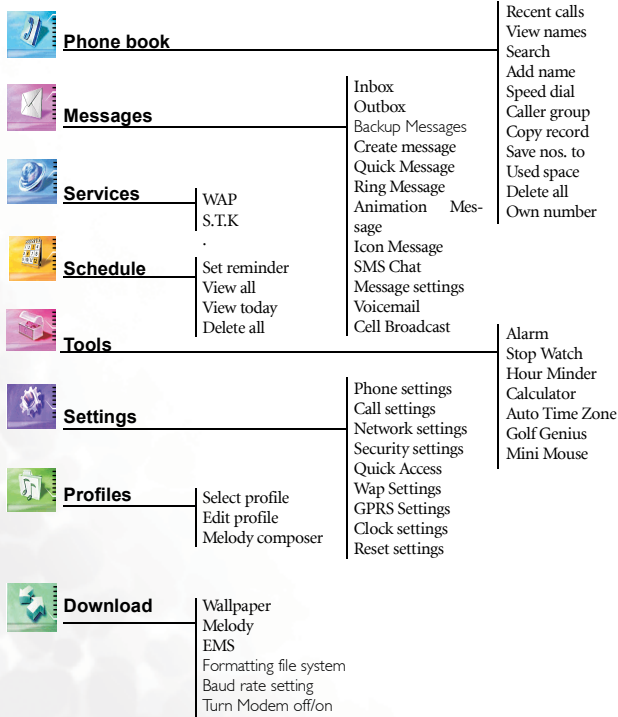 Phone book
Recent calls
View names
Search
Add name
Speed dial
Caller group
Copy record
Save nos. to
Used space
Delete all
Own number
Messages
Inbox
Outbox
Backup Messages
Create message
Quick Message
Ring Message
Animation Mes-
sage
Icon Message
SMS Chat
Message settings
Voicemail
Cell Broadcast
Services
WAP
S.T.K
.
Schedule
Set reminder
View all
View today
Delete all
Tools
Alarm
Stop Watch
Hour Minder
Calculator
Auto Time Zone
Golf Genius
Mini Mouse
Settings
Phone settings
Call settings
Network settings
Security settings
Quick Access
Wap Settings
GPRS Settings
Clock settings
Reset settings
Profiles
Select profile
Edit profile
Melody composer
Download
Wallpaper
Melody
EMS
Formatting file system
Baud rate setting
Turn Modem off/on